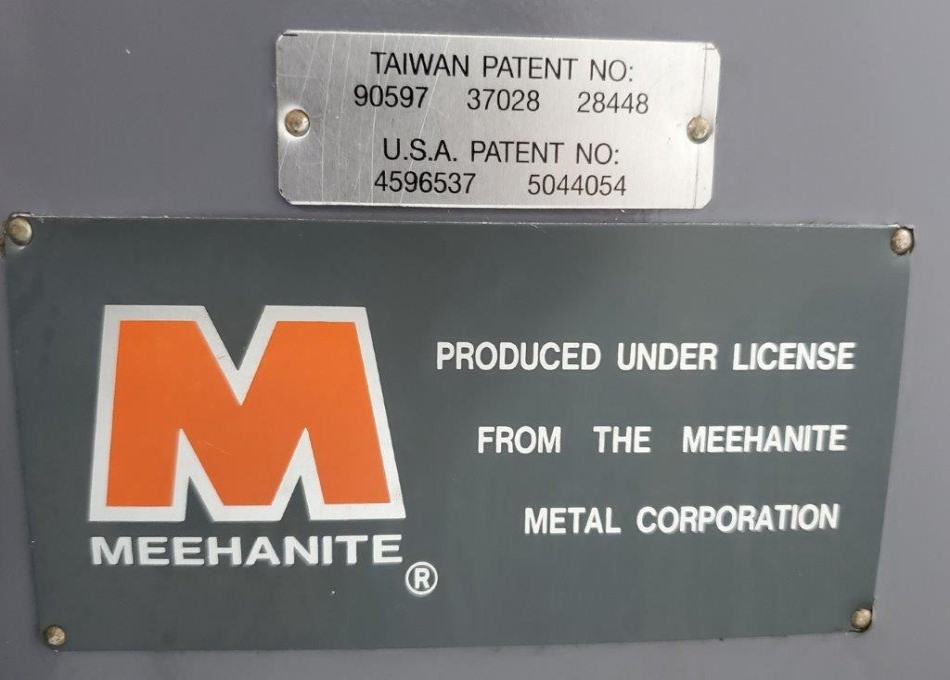 TAIWAN PATENT NO:
90597 37028 28448
U.S.A. PATENT NO:
4596537 5044054
M
MEEHANITE
®
PRODUCED UNDER LICENSE
FROM THE MEEHANITE
METAL CORPORATION